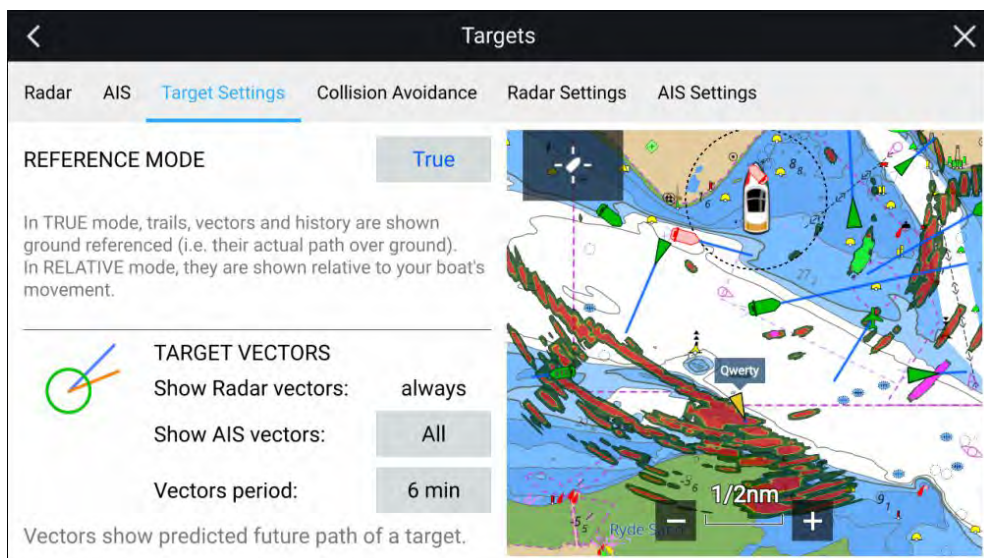 Targets
Radar AIS Target Settings Collision Avoidance Radar Settings AIS Settings
REFERENCE MODE True
In TRUE mode, trails, vectors and history are shown
ground referenced (i.e. their actual path over ground).
In RELATIVE mode, they are shown relative to your boat's
movement.
TARGET VECTORS
Show Radar vectors: always
Show AIS vectors: All
Vectors period: 6 min
Vectors show predicted future path of a target.
Qwerty
1/2nm
Ryde